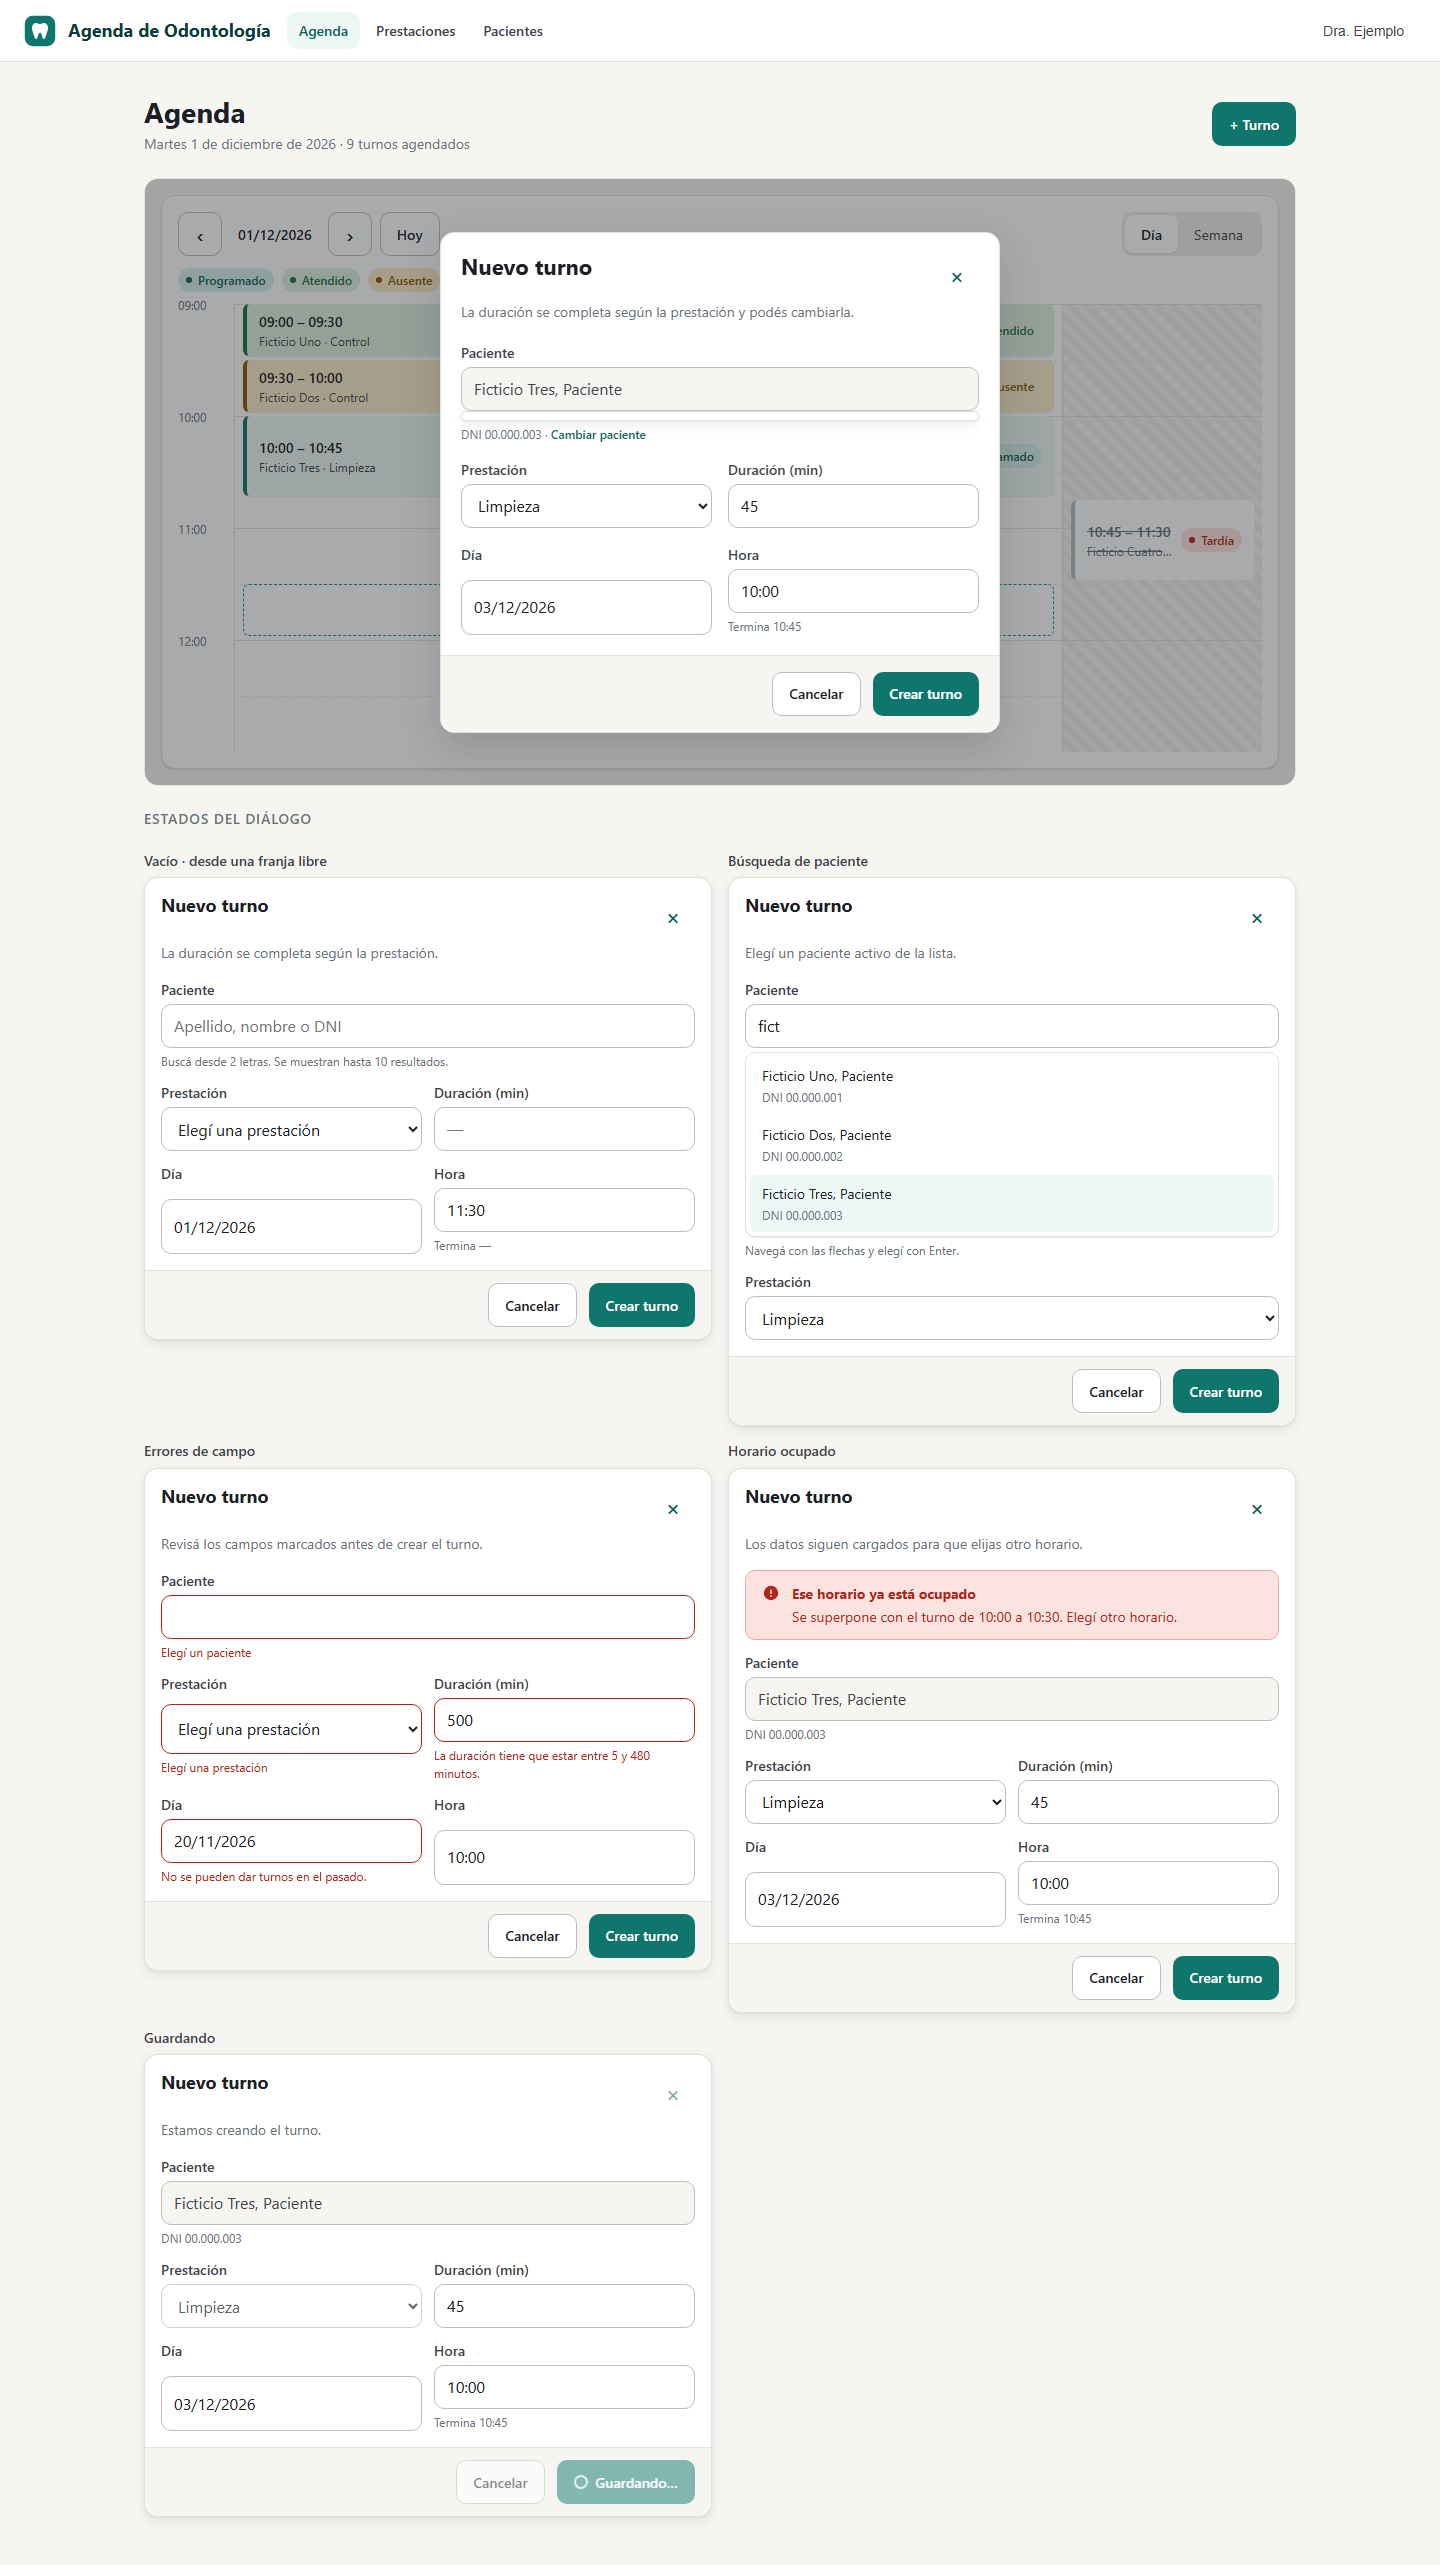 Agenda de Odontología
Agenda
Prestaciones
Pacientes
Dra. Ejemplo
Agenda
Martes 1 de diciembre de 2026 · 9 turnos agendados
+ Turno
‹
01/12/2026
›
Hoy
Día
Semana
Programado
Atendido
Ausente
09:00
09:00 – 09:30
Ficticio Uno · Control
09:30 – 10:00
Ficticio Dos · Control
10:00
10:00 – 10:45
Ficticio Tres · Limpieza
11:00
10:45 – 11:30
Ficticio Cuatro...
Tardía
12:00
Nuevo turno
×
La duración se completa según la prestación y podés cambiarla.
Paciente
Ficticio Tres, Paciente
DNI 00.000.003 · Cambiar paciente
Prestación
Duración (min)
Limpieza
45
Día
Hora
03/12/2026
10:00
Termina 10:45
Cancelar
Crear turno
ESTADOS DEL DIÁLOGO
Vacío · desde una franja libre
Nuevo turno
×
La duración se completa según la prestación.
Paciente
Apellido, nombre o DNI
Buscá desde 2 letras. Se muestran hasta 10 resultados.
Prestación
Duración (min)
Elegí una prestación
—
Día
Hora
01/12/2026
11:30
Termina —
Cancelar
Crear turno
Búsqueda de paciente
Nuevo turno
×
Elegí un paciente activo de la lista.
Paciente
fict
Ficticio Uno, Paciente
DNI 00.000.001
Ficticio Dos, Paciente
DNI 00.000.002
Ficticio Tres, Paciente
DNI 00.000.003
Navegá con las flechas y elegí con Enter.
Prestación
Limpieza
Cancelar
Crear turno
Errores de campo
Nuevo turno
×
Revisá los campos marcados antes de crear el turno.
Paciente
Elegí un paciente
Prestación
Duración (min)
Elegí una prestación
500
Elegí una prestación
La duración tiene que estar entre 5 y 480
minutos.
Día
Hora
20/11/2026
10:00
No se pueden dar turnos en el pasado.
Cancelar
Crear turno
Horario ocupado
Nuevo turno
×
Los datos siguen cargados para que elijas otro horario.
Ese horario ya está ocupado
Se superpone con el turno de 10:00 a 10:30. Elegí otro horario.
Paciente
Ficticio Tres, Paciente
DNI 00.000.003
Prestación
Duración (min)
Limpieza
45
Día
Hora
03/12/2026
10:00
Termina 10:45
Cancelar
Crear turno
Guardando
Nuevo turno
×
Estamos creando el turno.
Paciente
Ficticio Tres, Paciente
DNI 00.000.003
Prestación
Duración (min)
Limpieza
45
Día
Hora
03/12/2026
10:00
Termina 10:45
Cancelar
Guardando...